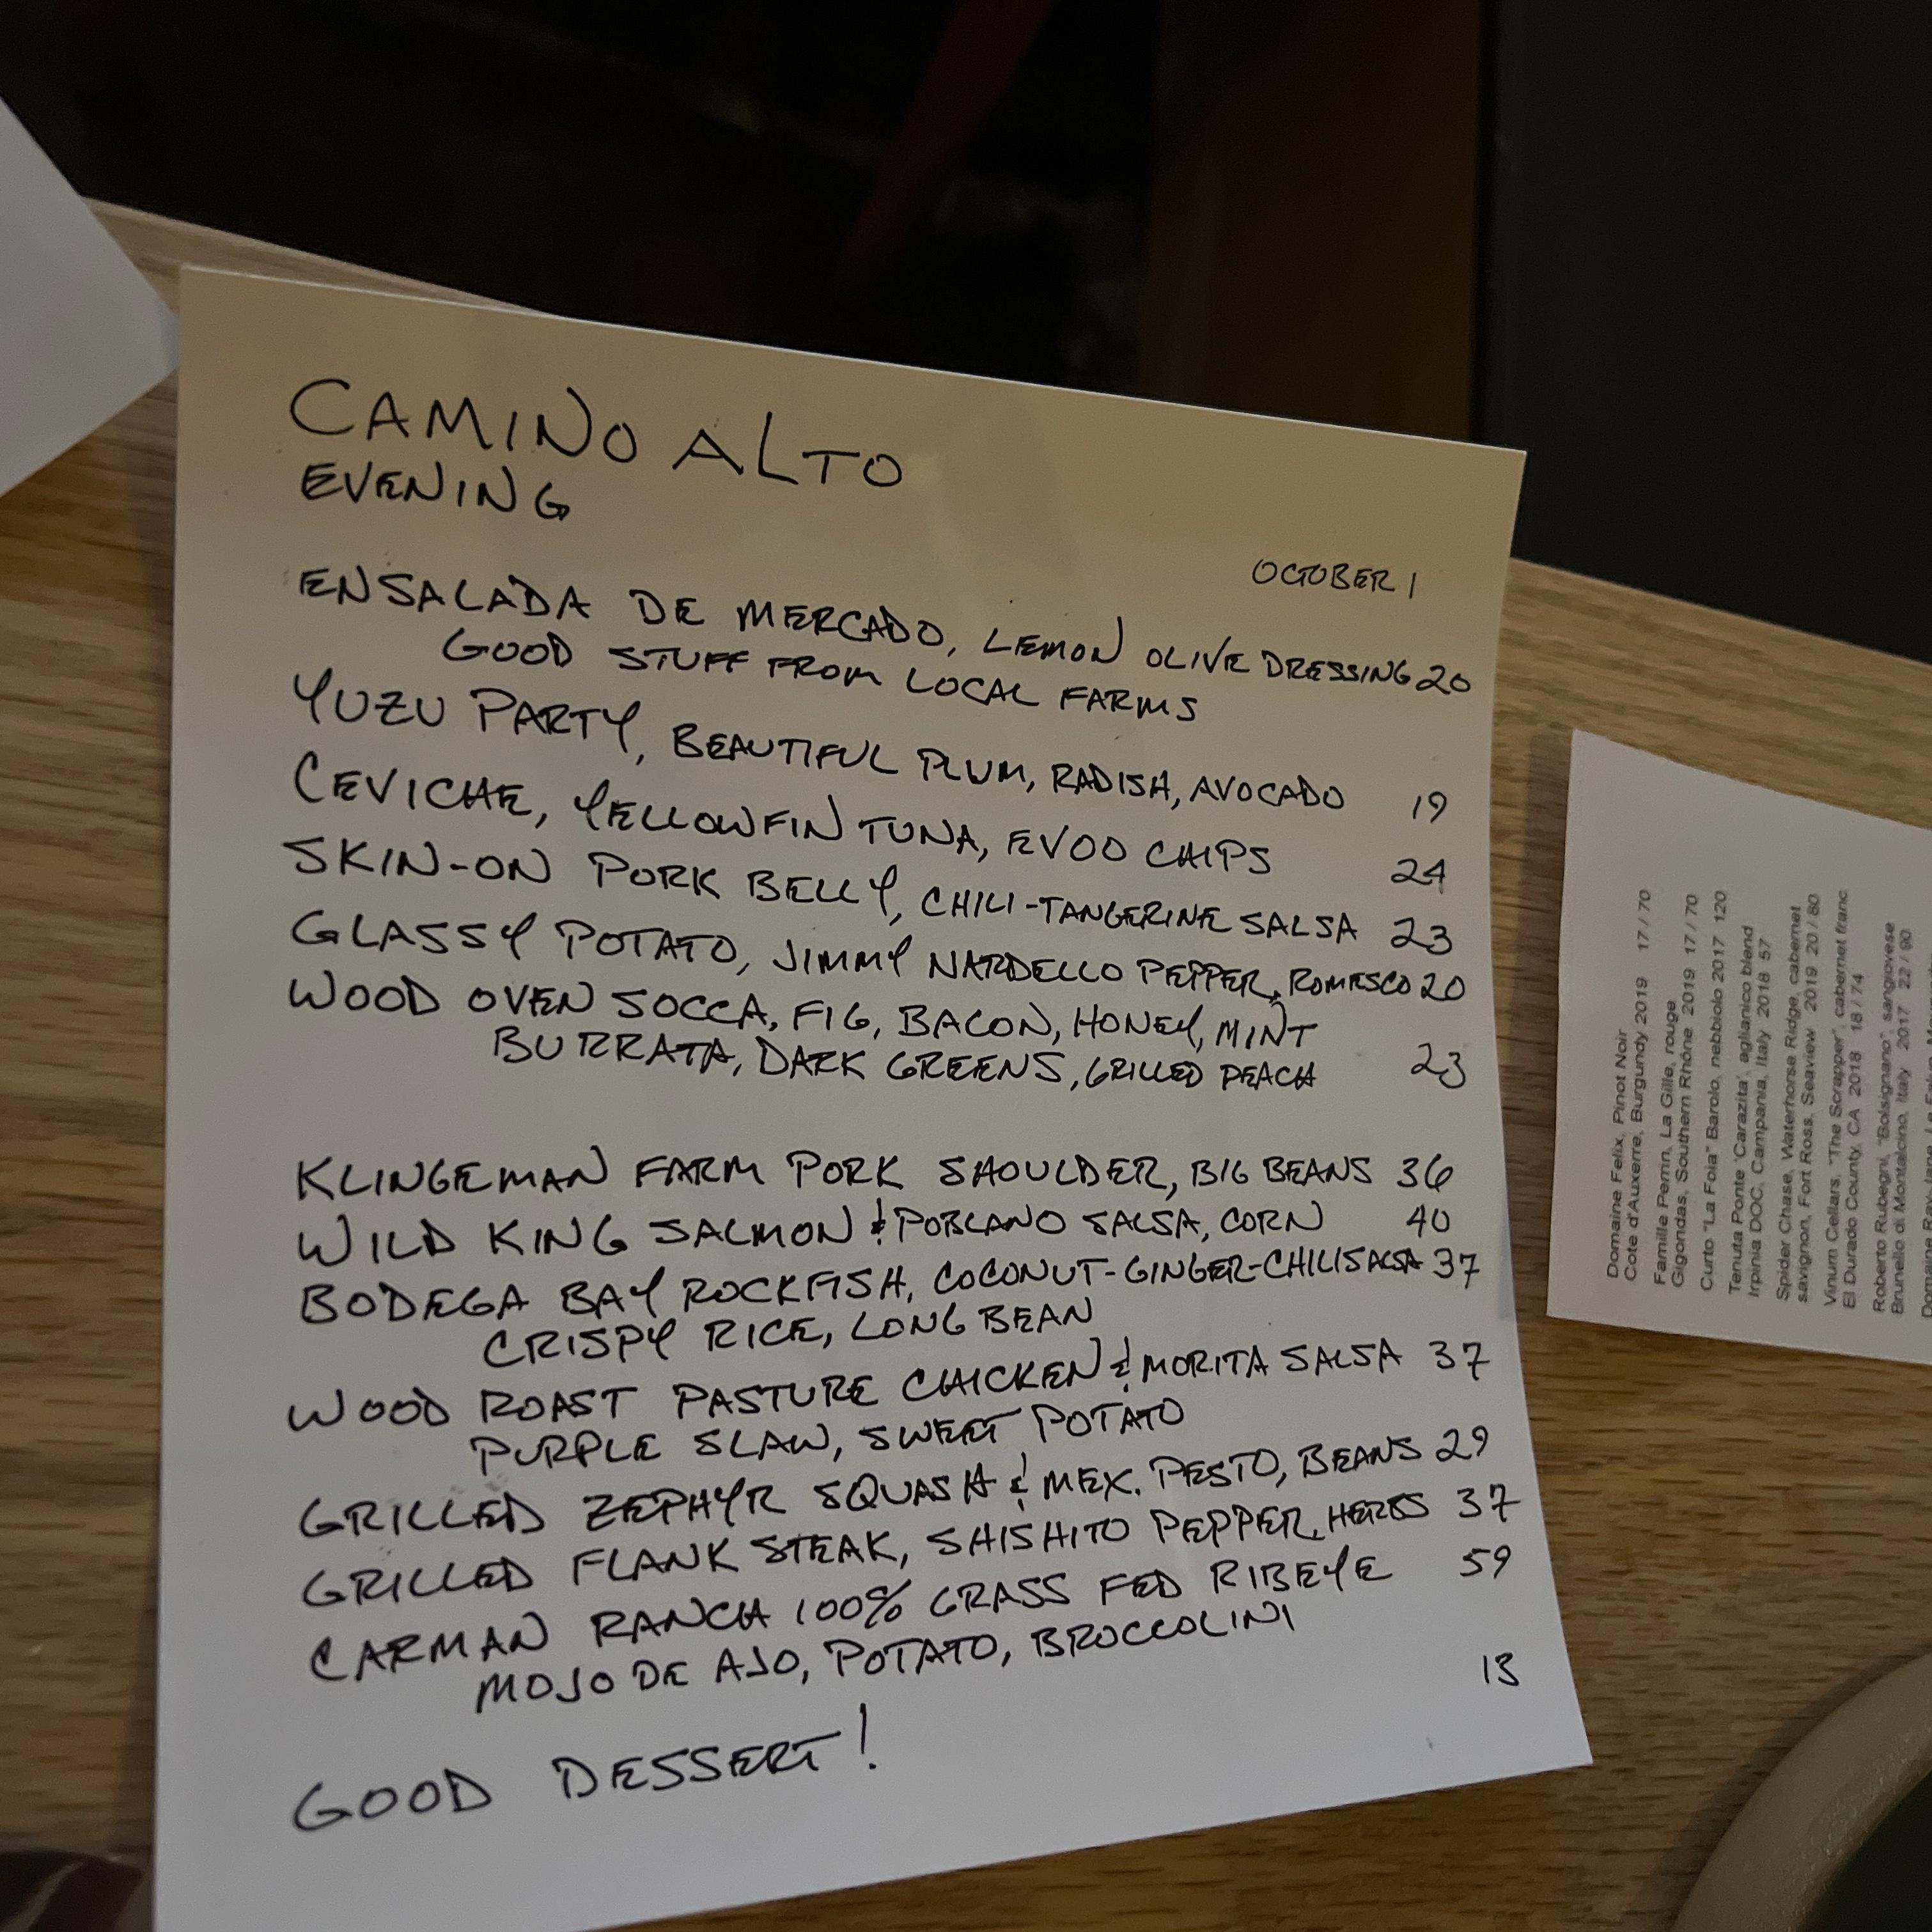 CAMINO ALTO
EVENING
OCTOBER 1
ENSALADA DE MERCADO, LEMON OLIVE DRESSING 20
GOOD STUFF FROM LOCAL FARMS
YUZU PARTY, BEAUTIFUL PLUM, RADISH, AVOCADO 19
CEVICHE, YELLOWFIN TUNA, EVOO CHIPS 24
SKIN-ON PORK BELLY, CHILI-TANGERINE SALSA 23
GLASSY POTATO, JIMMY NARDELLO PEPPER, ROMESCO 20
WOOD OVEN SOCCA, FIG, BACON, HONEY, MINT
BURRATA, DARK GREENS, GRILLED PEACH 23
KLINGEMAN FARM PORK SHOULDER, BIG BEANS 36
WILD KING SALMON & POBLANO SALSA, CORN 40
BODEGA BAY ROCKFISH, COCONUT-GINGER-CHILI SALSA 37
CRISPY RICE, LONG BEAN
WOOD ROAST PASTURE CHICKEN & MORITA SALSA 37
PURPLE SLAW, SWEET POTATO
GRILLED ZEPHYR SQUASH & MEX. PESTO, BEANS 29
GRILLED FLANK STEAK, SHISHITO PEPPER, HERBS 37
CARMAN RANCH 100% GRASS FED RIBEYE 59
MOJO DE AJO, POTATO, BROCCOLINI
GOOD DESSERT! 13
Domaine Felix, Pinot Noir
Cote d'Auxerre, Burgundy 2019 17 / 70
Famille Perrin, La Gille, rouge
Gigondas, Southern Rhône 2019 17 / 70
Curto "La Foia" Barolo, nebbiolo 2017 120
Tenuta Ponte 'Carazita', aglianico blend
Irpinia DOC, Campania, Italy 2018 57
Spider Chase, Waterhorse Ridge, cabernet
savignon, Fort Ross, Seaview 2019 20 / 80
Vinum Cellars, "The Scrapper", cabernet franc
El Durado County, CA 2018 18 / 74
Roberto Rubegni, "Bolsignano", sangiovese
Brunello di Montalcino, Italy 2017 22 / 90